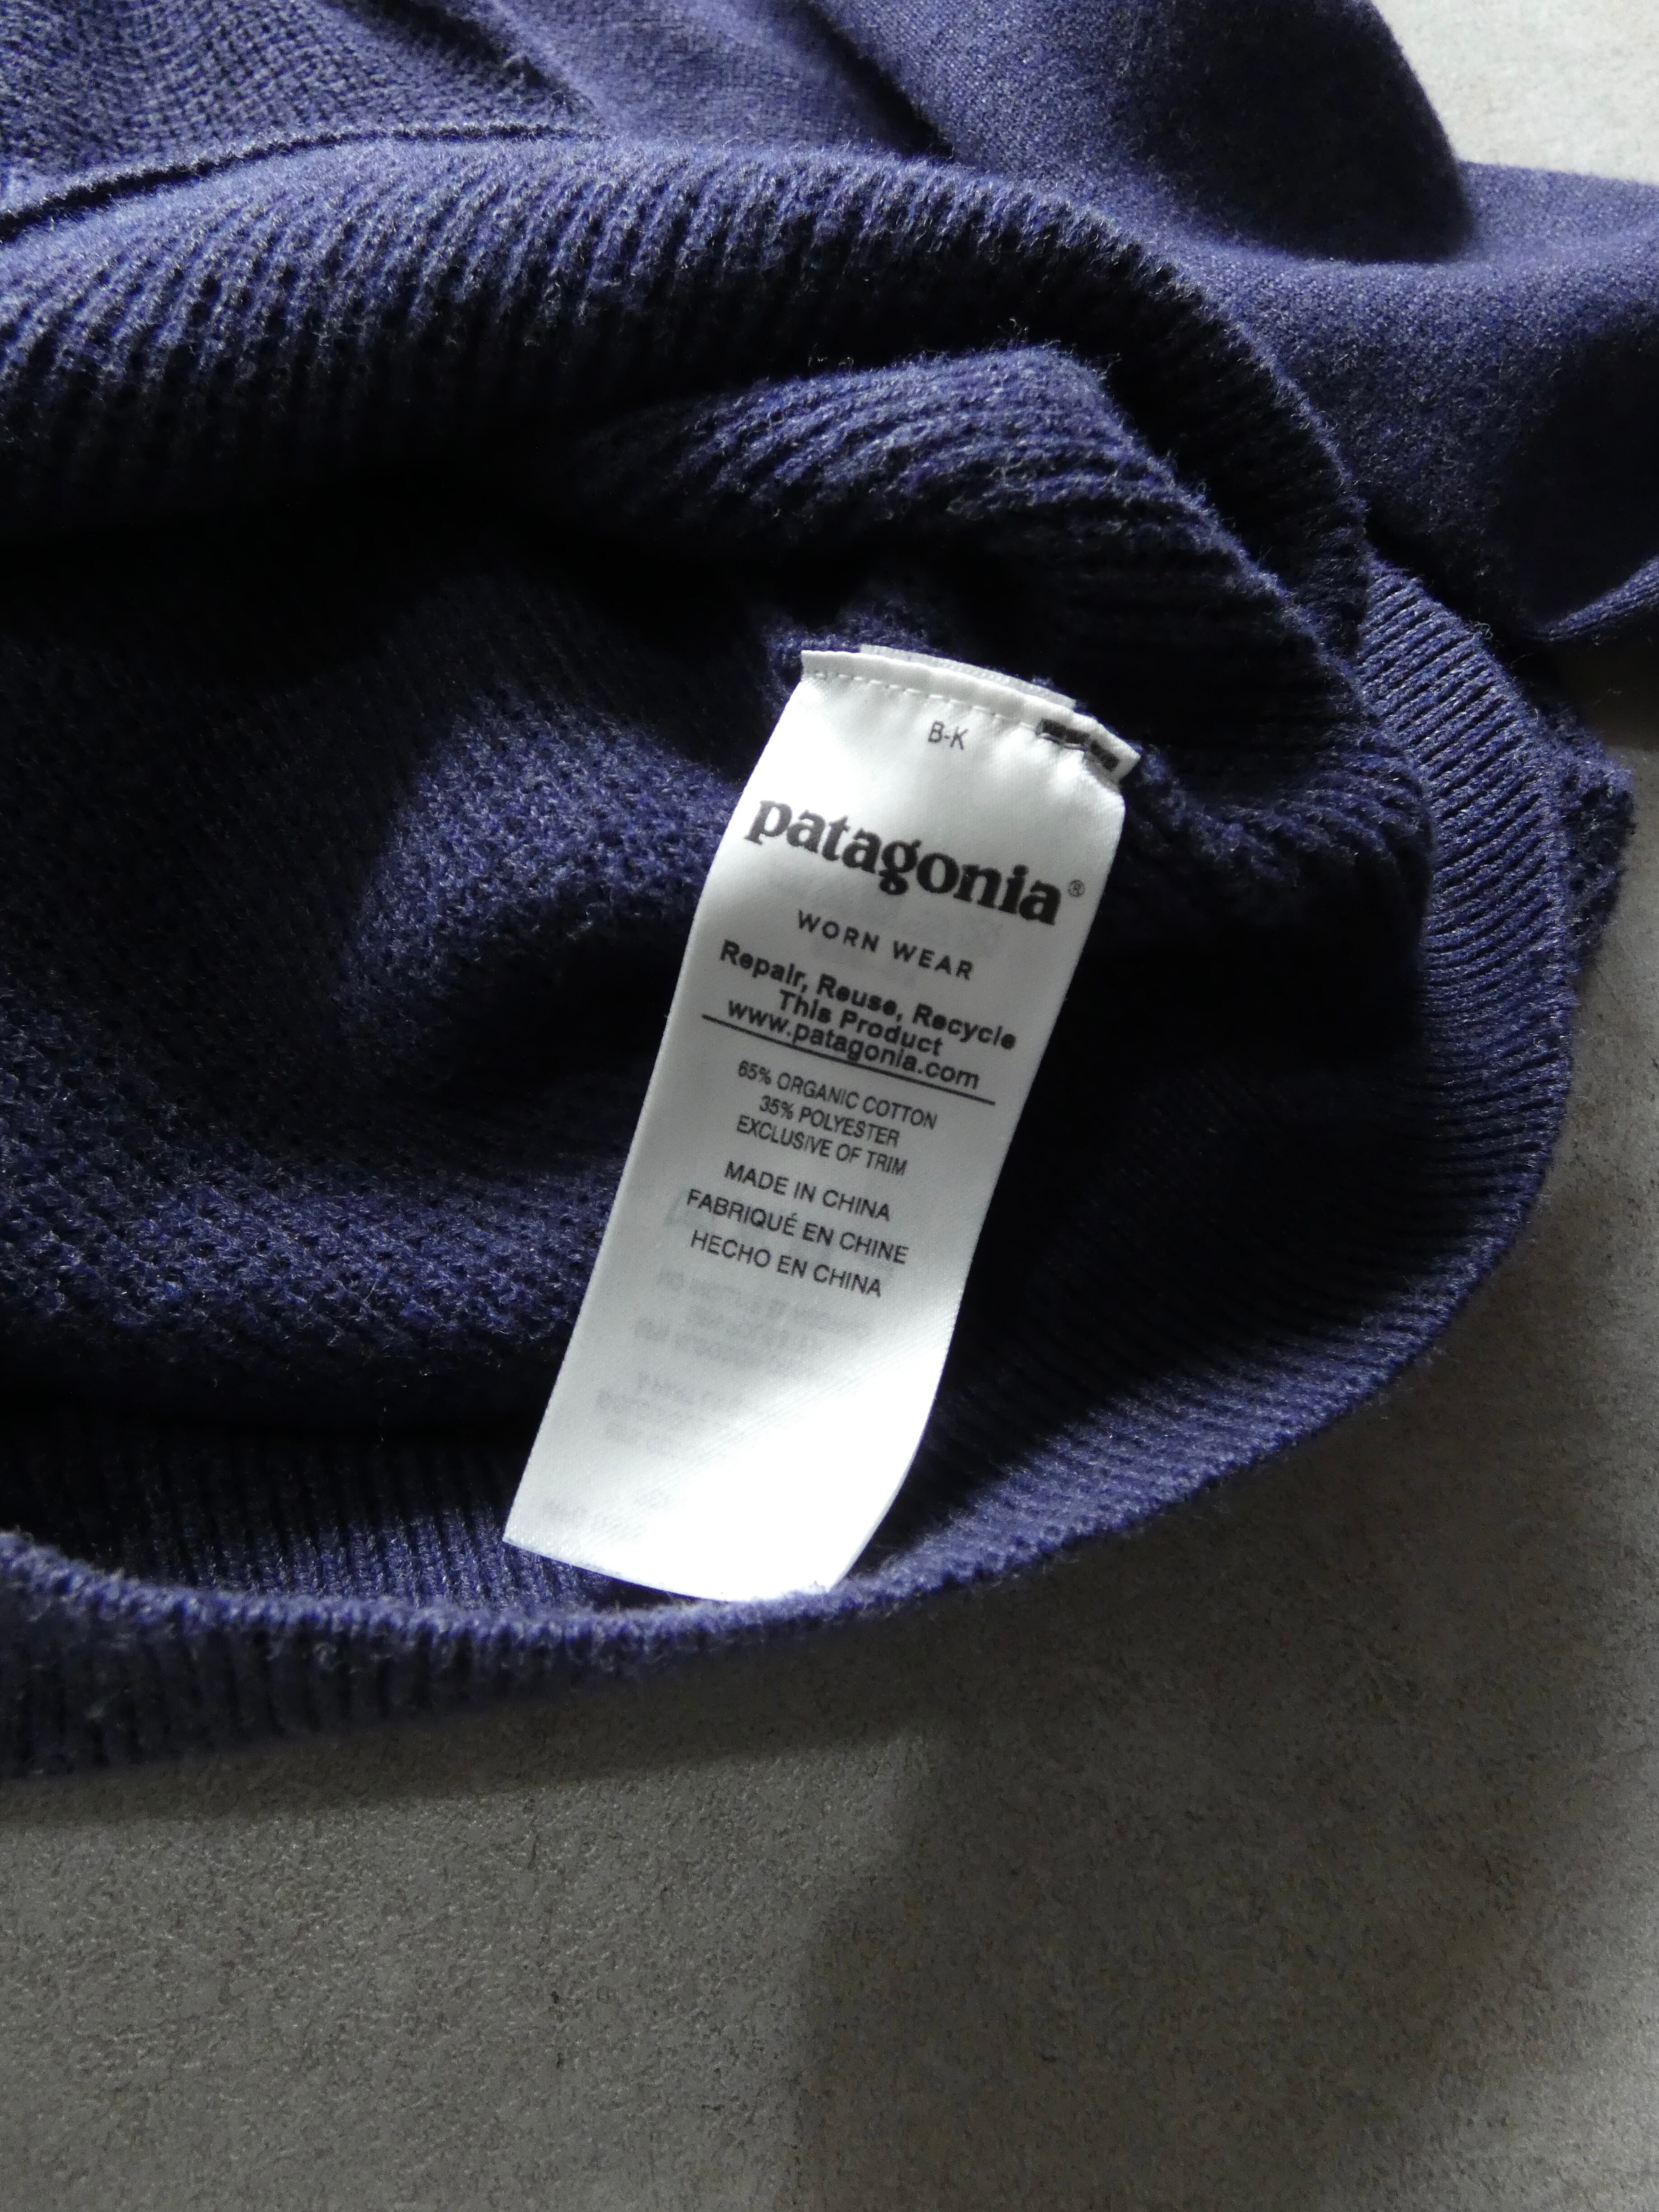 B-K
patagonia®
WORN WEAR
Repair, Reuse, Recycle
This Product
www.patagonia.com
65% ORGANIC COTTON
35% POLYESTER
EXCLUSIVE OF TRIM
MADE IN CHINA
FABRIQUÉ EN CHINE
HECHO EN CHINA